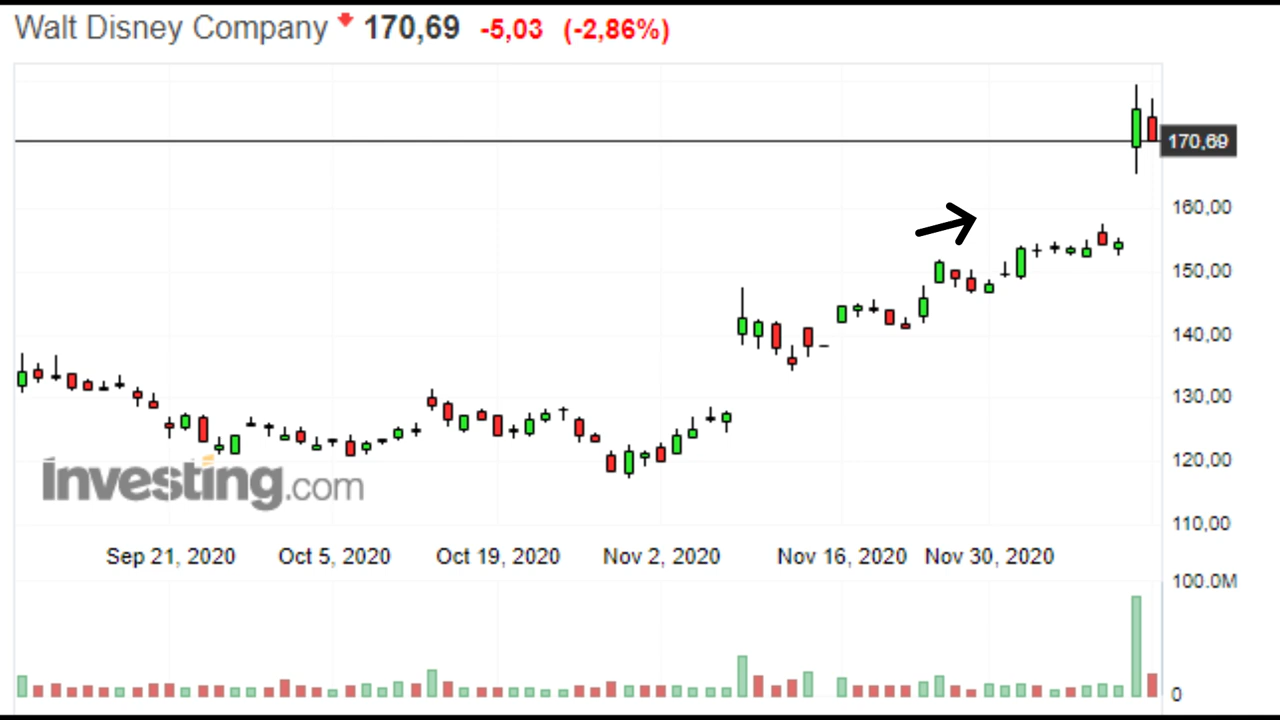 Walt Disney Company 170,69 -5,03 (-2,86%)
170,69
160,00
150,00
140,00
130,00
120,00
110,00
Investing.com
Sep 21, 2020 Oct 5, 2020 Oct 19, 2020 Nov 2, 2020 Nov 16, 2020 Nov 30, 2020
100.0M
0